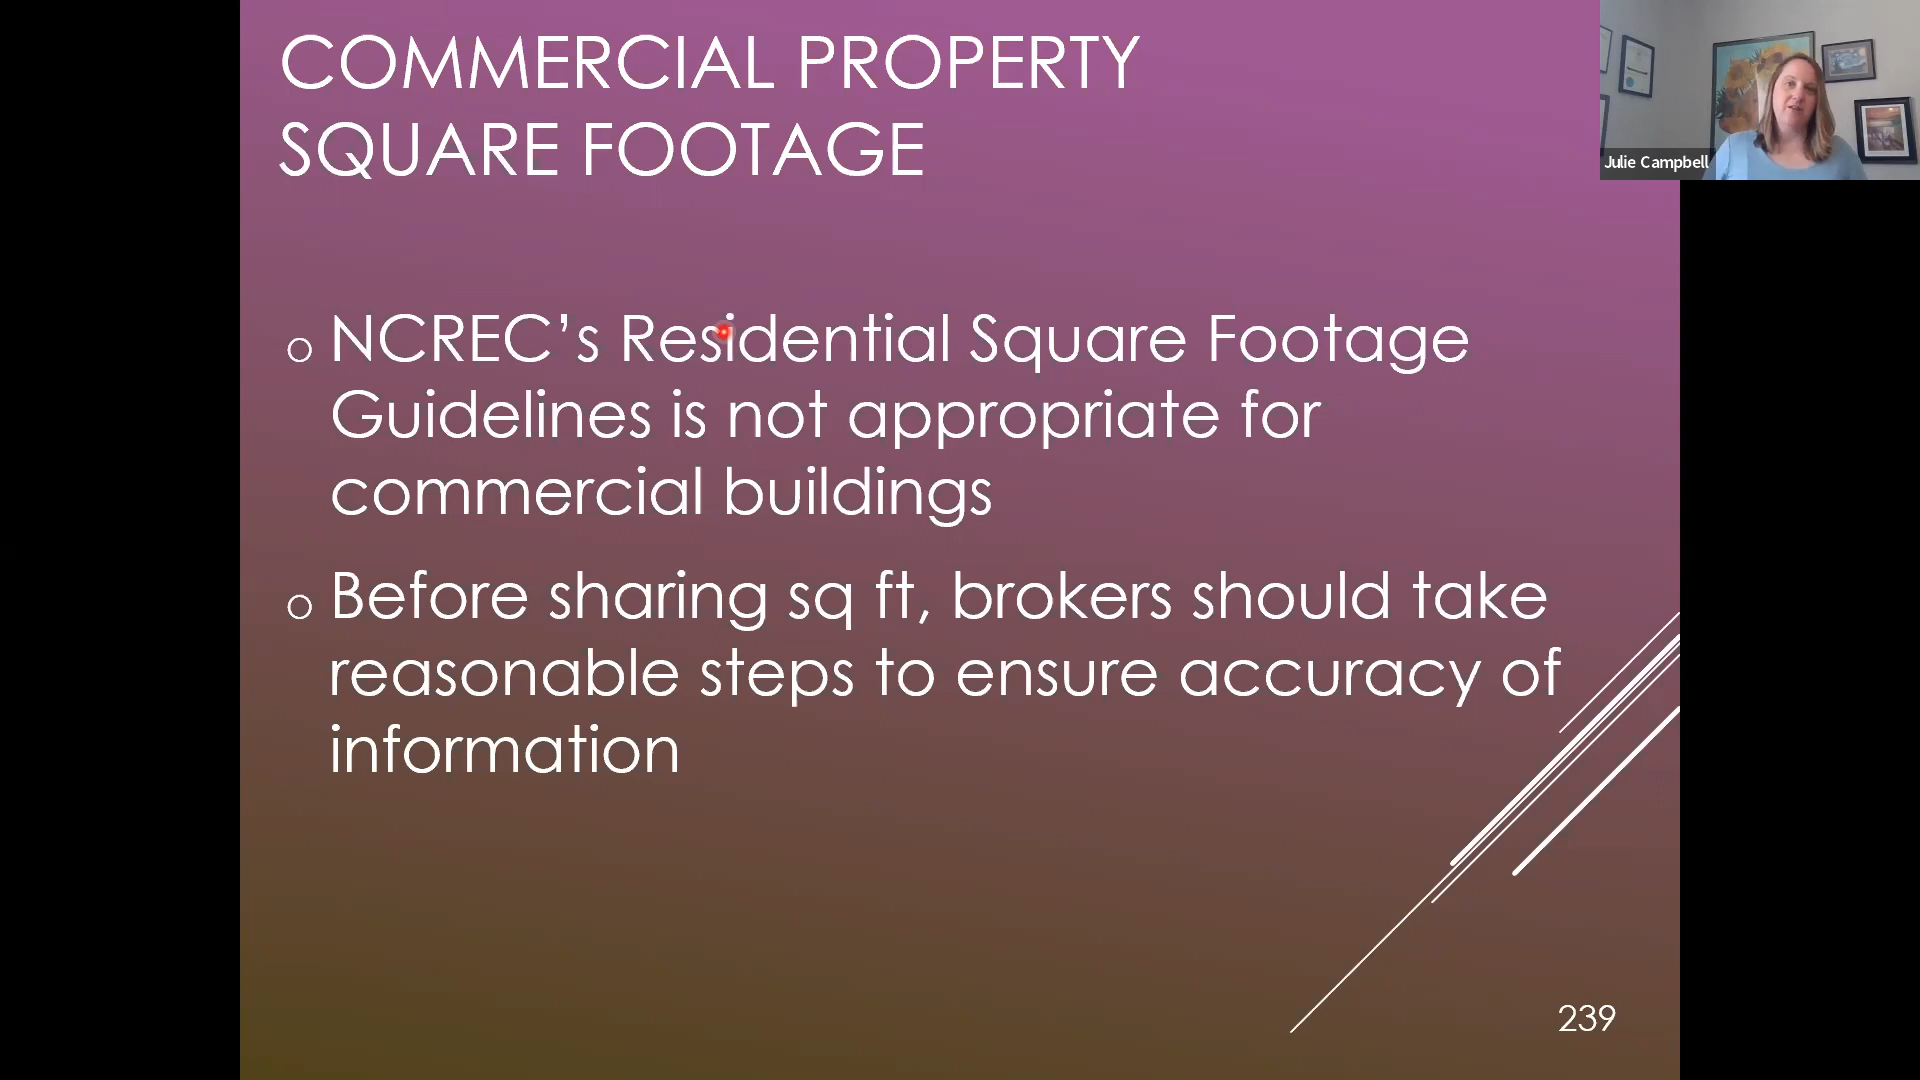 COMMERCIAL PROPERTY
SQUARE FOOTAGE
Julie Campbell
o NCREC’s Residential Square Footage
Guidelines is not appropriate for
commercial buildings
o Before sharing sq ft, brokers should take
reasonable steps to ensure accuracy of
information
239